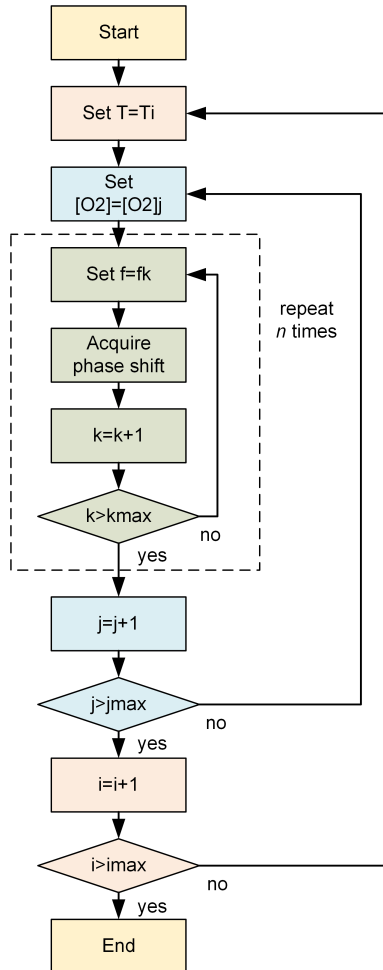 Start
Set T=Ti
Set
[O2]=[O2]j
Set f=fk
repeat
n times
Acquire
phase shift
k=k+1
k>kmax
no
yes
j=j+1
j>jmax
no
yes
i=i+1
i>imax
no
yes
End